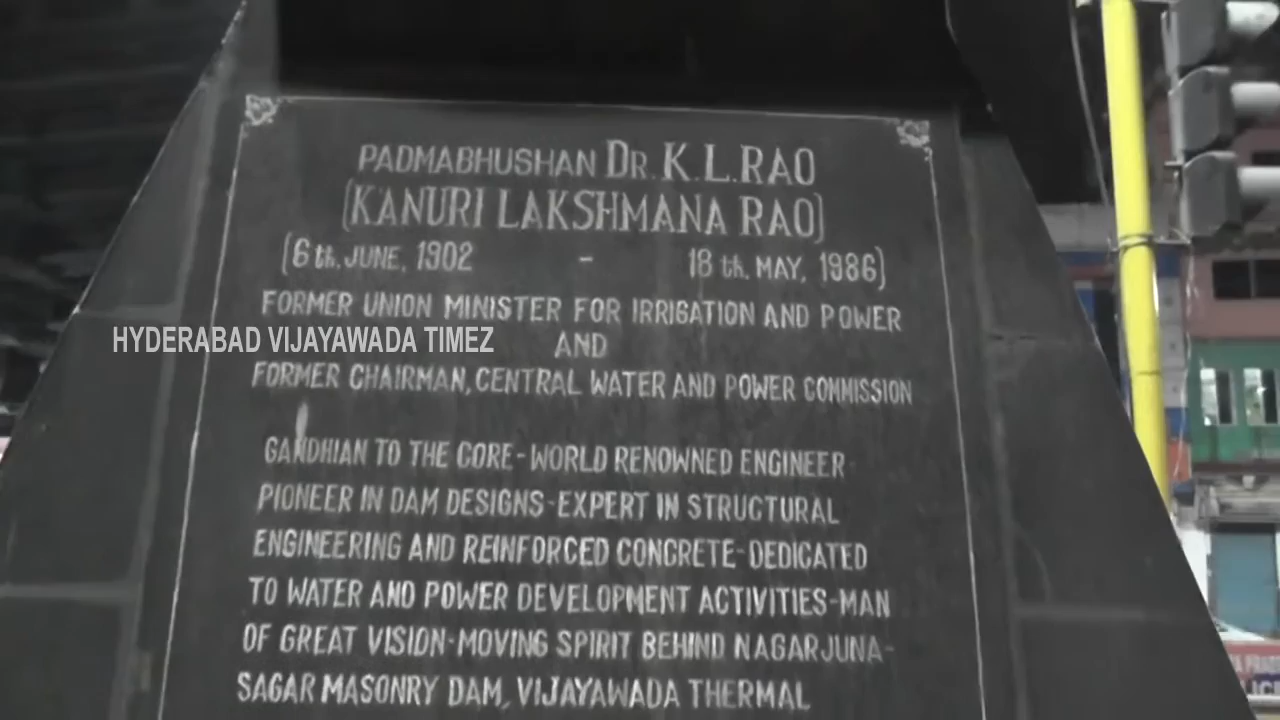 PADMABHUSHAN DR. K.L.RAO
(KANURI LAKSHMANA RAO)
(6th, JUNE, 1902 - 18th, MAY, 1986)
FORMER UNION MINISTER FOR IRRIGATION AND POWER
HYDERABAD VIJAYAWADA TIMEZ
AND
FORMER CHAIRMAN, CENTRAL WATER AND POWER COMMISSION
GANDHIAN TO THE CORE-WORLD RENOWNED ENGINEER
PIONEER IN DAM DESIGNS-EXPERT IN STRUCTURAL
ENGINEERING AND REINFORCED CONCRETE-DEDICATED
TO WATER AND POWER DEVELOPMENT ACTIVITIES-MAN
OF GREAT VISION-MOVING SPIRIT BEHIND NAGARJUNA-
SAGAR MASONRY DAM, VIJAYAWADA THERMAL